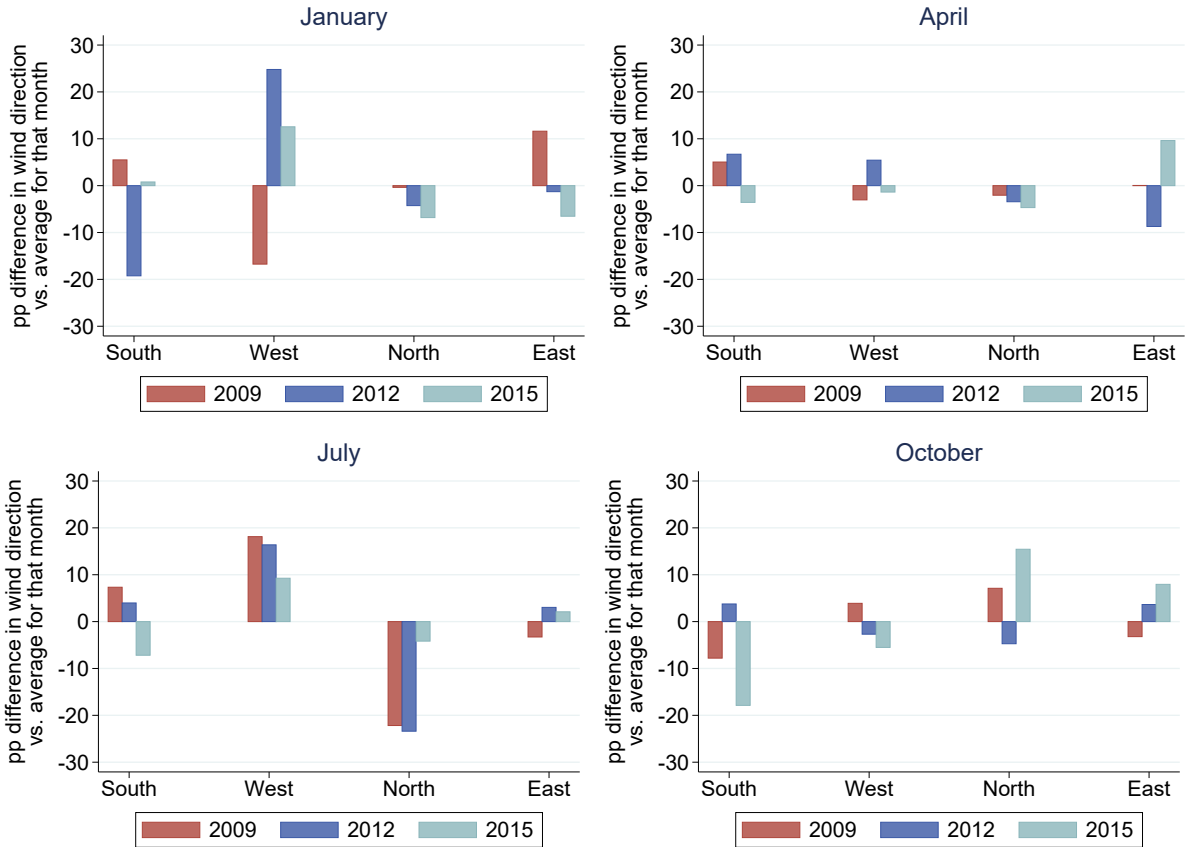 January
pp difference in wind direction
vs. average for that month
30
20
10
0
-10
-20
-30
South West North East
2009 2012 2015
April
pp difference in wind direction
vs. average for that month
30
20
10
0
-10
-20
-30
South West North East
2009 2012 2015
July
pp difference in wind direction
vs. average for that month
30
20
10
0
-10
-20
-30
South West North East
2009 2012 2015
October
pp difference in wind direction
vs. average for that month
30
20
10
0
-10
-20
-30
South West North East
2009 2012 2015